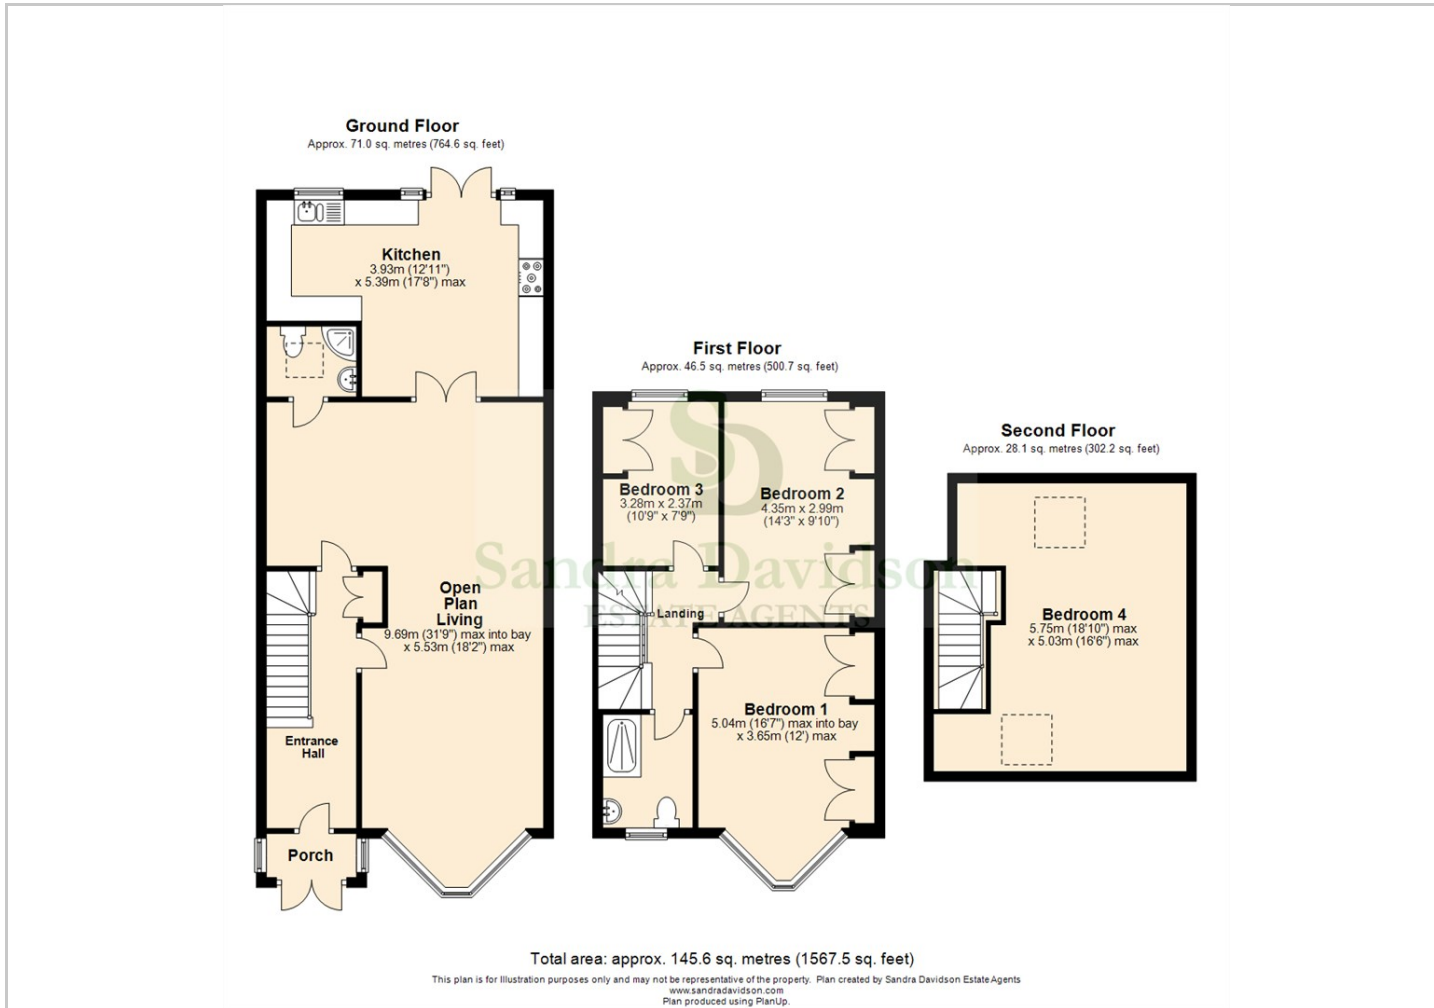 Ground Floor
Approx. 71.0 sq. metres (764.6 sq. feet)
Kitchen
3.93m (12'11")
x 5.39m (17'8") max
Open
Plan
Living
9.69m (31'9") max into bay
x 5.53m (18'2") max
Entrance
Hall
Porch
First Floor
Approx. 46.5 sq. metres (500.7 sq. feet)
Bedroom 3
3.28m x 2.37m
(10'9" x 7'9")
Bedroom 2
4.35m x 2.99m
(14'3" x 9'10")
Landing
Bedroom 1
5.04m (16'7") max into bay
x 3.65m (12') max
Second Floor
Approx. 28.1 sq. metres (302.2 sq. feet)
Bedroom 4
5.75m (18'10") max
x 5.03m (16'6") max
SD
Sandra Davidson
ESTATE AGENTS
Total area: approx. 145.6 sq. metres (1567.5 sq. feet)
This plan is for Illustration purposes only and may not be representative of the property. Plan created by Sandra Davidson Estate Agents
www.sandradavidson.com
Plan produced using PlanUp.